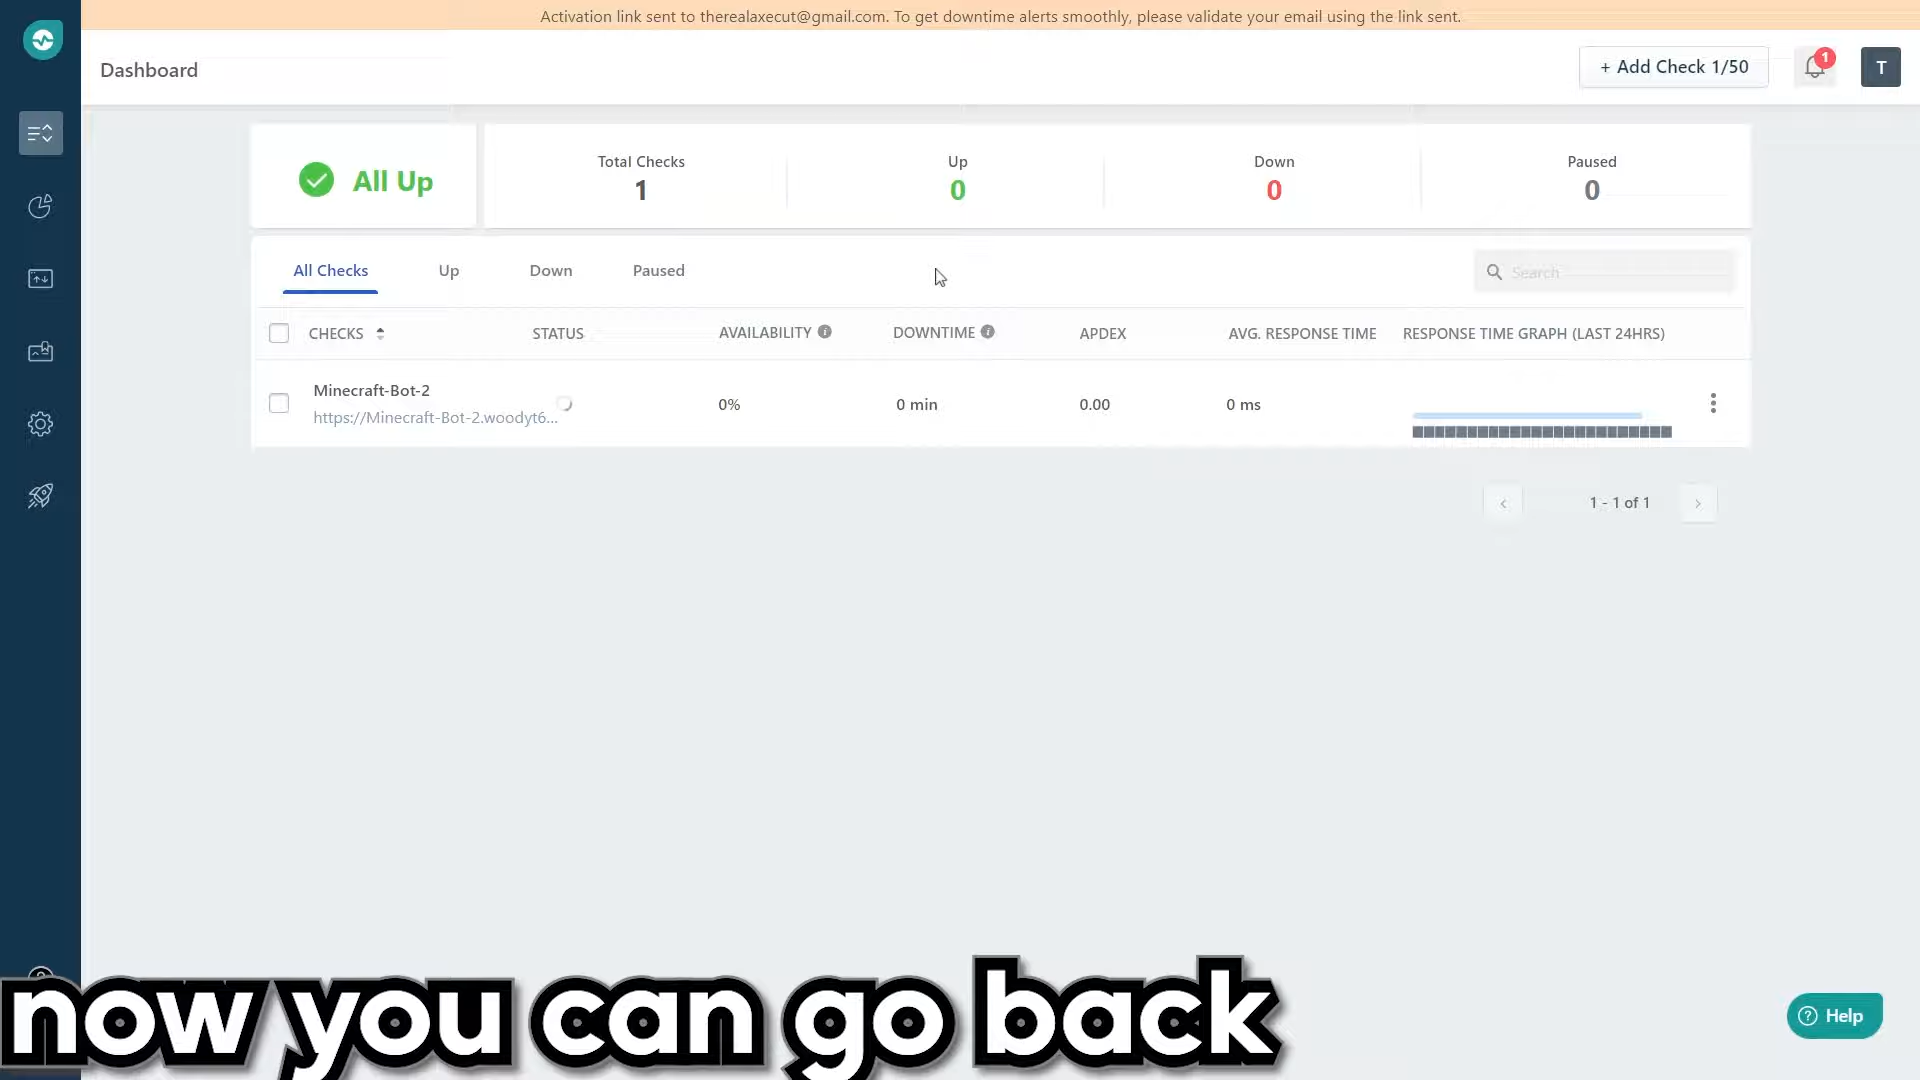 Activation link sent to therealaxecut@gmail.com. To get downtime alerts smoothly, please validate your email using the link sent.
Dashboard
+ Add Check 1/50
1
T
All Up
Total Checks
1
Up
0
Down
0
Paused
0
All Checks
Up
Down
Paused
Search
CHECKS
STATUS
AVAILABILITY
DOWNTIME
APDEX
AVG. RESPONSE TIME
RESPONSE TIME GRAPH (LAST 24HRS)
Minecraft-Bot-2
https://Minecraft-Bot-2.woodyt6...
0%
0 min
0.00
0 ms
1 - 1 of 1
now you can go back
Help